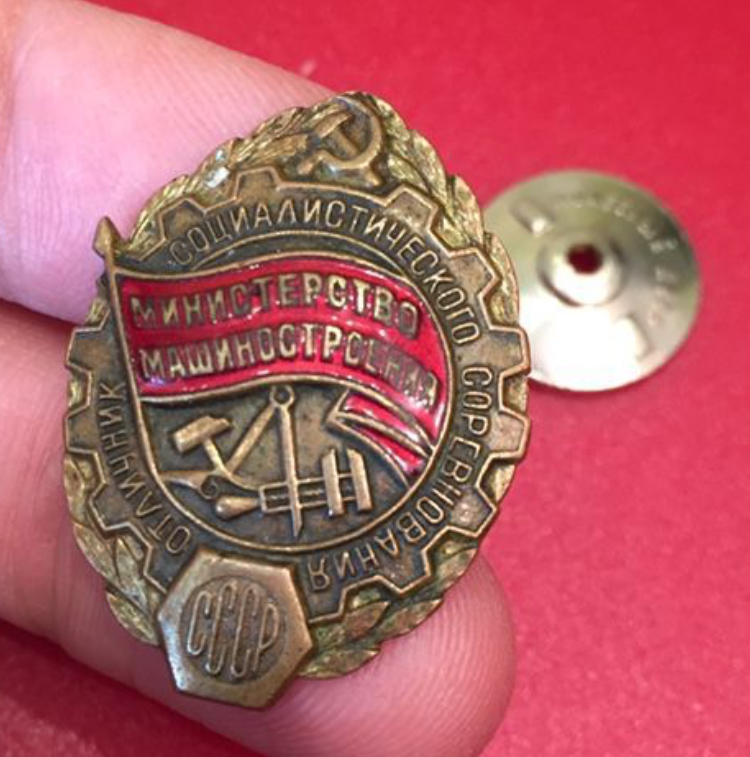 ОТЛИЧНИК СОЦИАЛИСТИЧЕСКОГО СОРЕВНОВАНИЯ
МИНИСТЕРСТВО
МАШИНОСТРОЕНИЯ
СССР